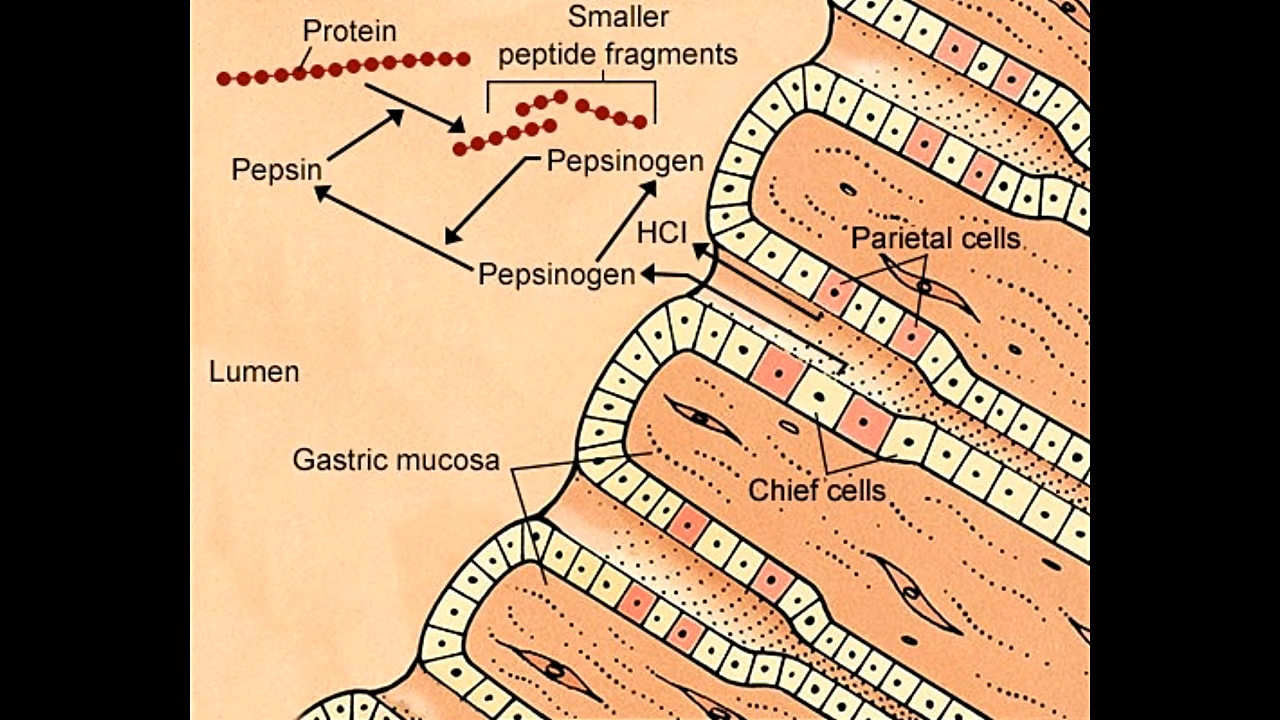 Protein
Smaller
peptide fragments
Pepsin
Pepsinogen
HCl
Parietal cells
Pepsinogen
Lumen
Gastric mucosa
Chief cells